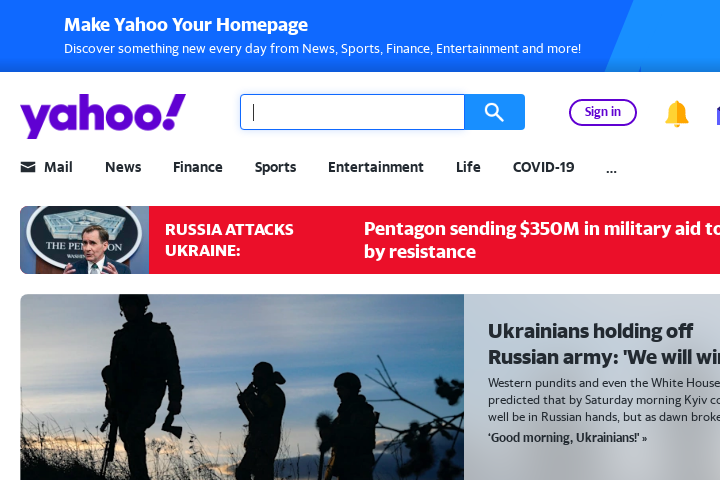 Make Yahoo Your Homepage
Discover something new every day from News, Sports, Finance, Entertainment and more!
yahoo!
Sign in
Mail
News
Finance
Sports
Entertainment
Life
COVID-19
...
THE PENTAGON
RUSSIA ATTACKS
UKRAINE:
Pentagon sending $350M in military aid to
by resistance
Ukrainians holding off
Russian army: 'We will
Western pundits and even the White House
predicted that by Saturday morning Kyiv
well be in Russian hands, but as dawn broke
'Good morning, Ukrainians!' »